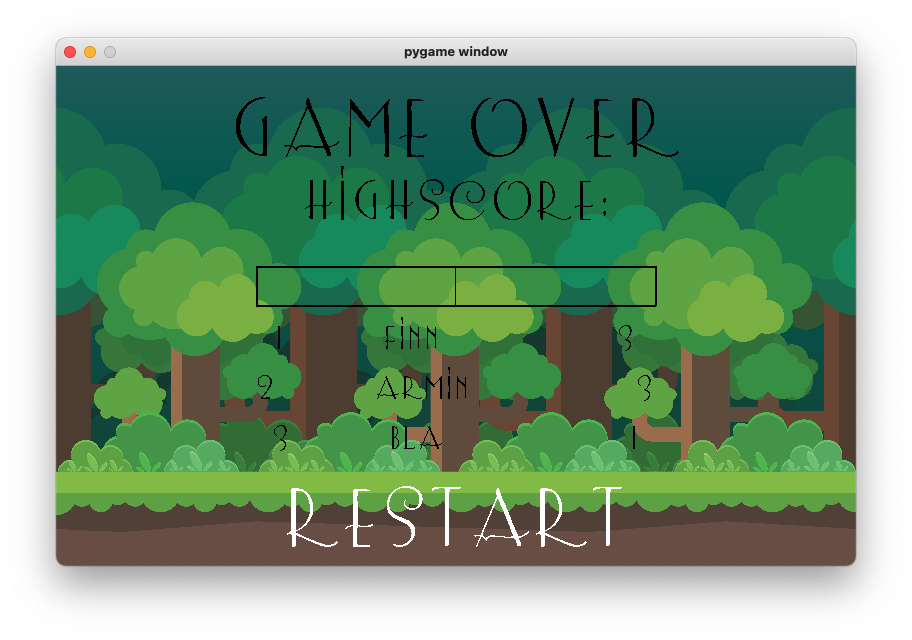 pygame window
GAME OVER
HIGHSCORE:
1 FINN 3
2 ARMIN 3
3 BLA 1
RESTART